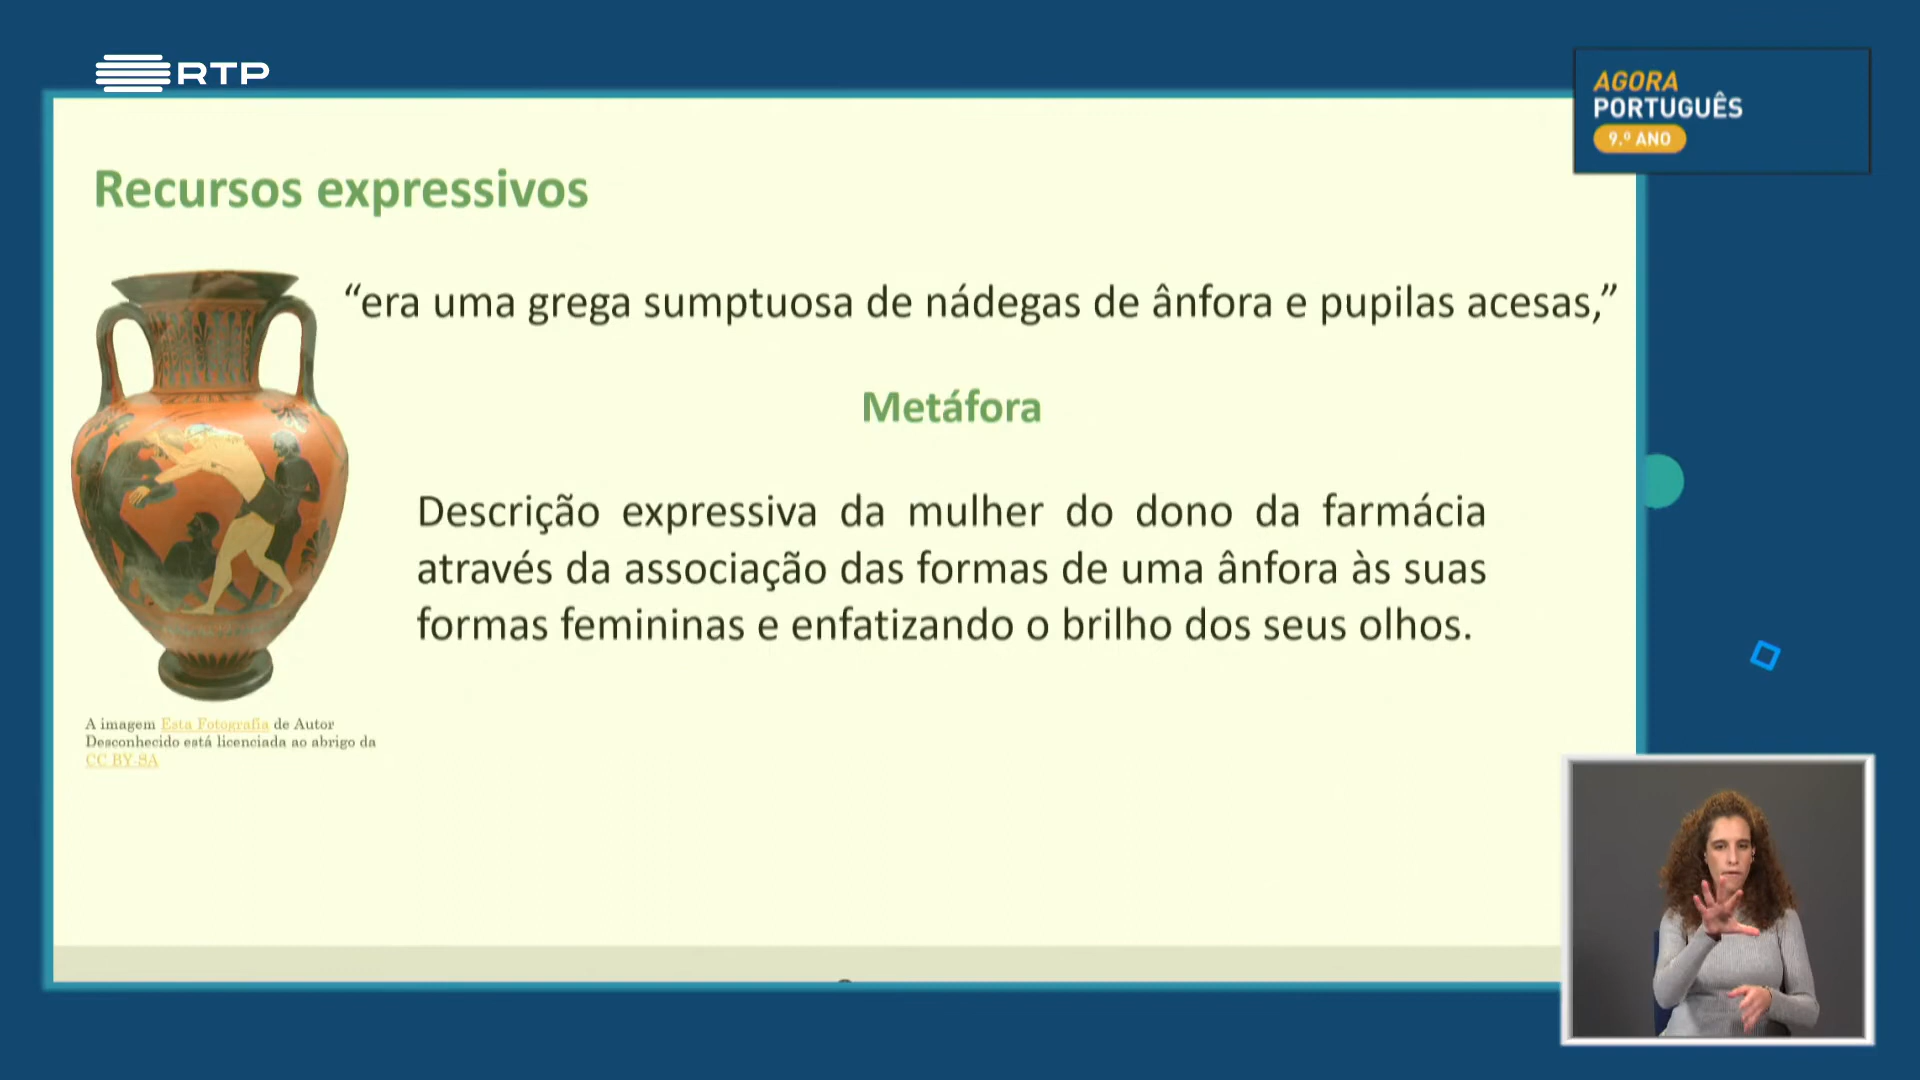 RTP
AGORA
PORTUGUÊS
9.º ANO
Recursos expressivos
“era uma grega sumptuosa de nádegas de ânfora e pupilas acesas,”
Metáfora
Descrição expressiva da mulher do dono da farmácia
através da associação das formas de uma ânfora às suas
formas femininas e enfatizando o brilho dos seus olhos.
A imagem Esta Fotografia de Autor
Desconhecido está licenciada ao abrigo da
CC BY-SA